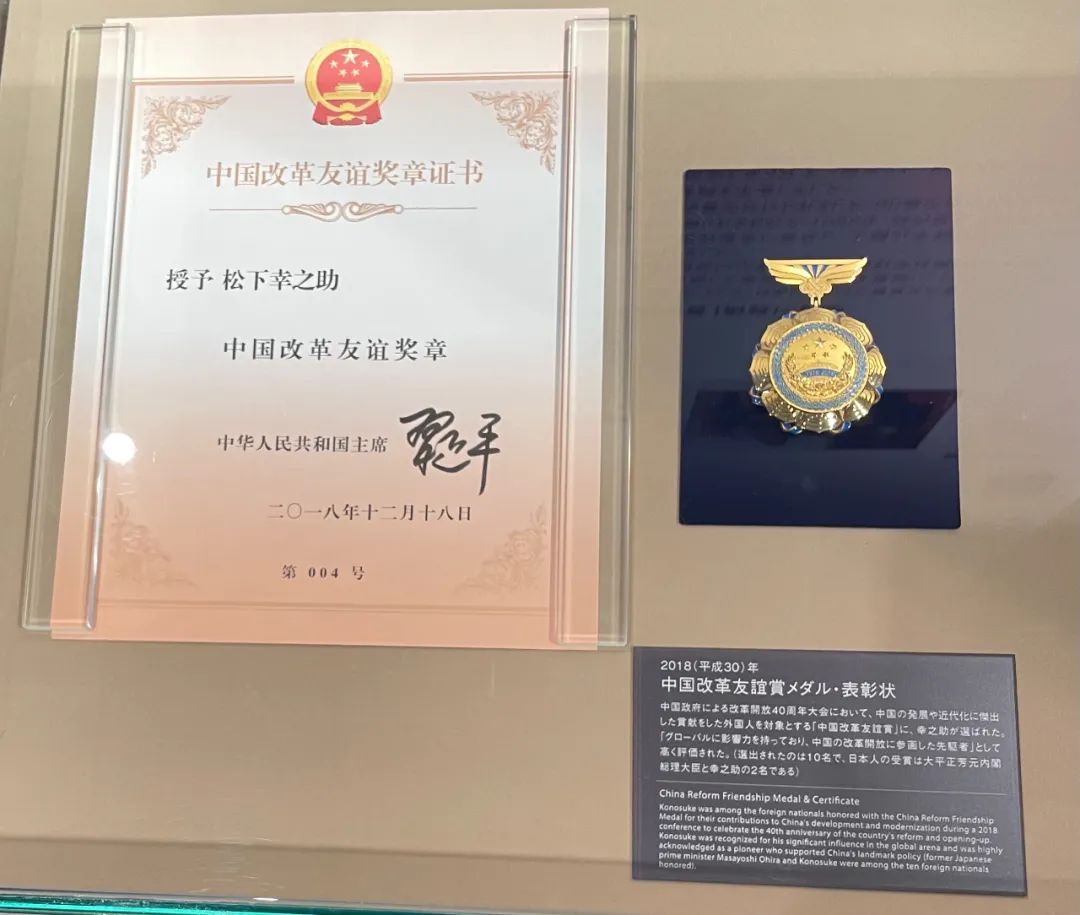 中国改革友谊奖章证书
授予 松下幸之助
中国改革友谊奖章
中华人民共和国主席
二〇一八年十二月十八日
第 004 号
2018(平成30)年
中国改革友誼賞メダル・表彰状
中国政府による改革開放40周年大会において、中国の発展や近代化に傑出
した貢献をした外国人を対象とする「中国改革友誼賞」に、幸之助が選ばれた。
「グローバルに影響力を持っており、中国の改革開放に参画した先駆者」として
高く評価された。(選出されたのは10名で、日本人の受賞は大平正芳元内閣
総理大臣と幸之助の2名である)
China Reform Friendship Medal & Certificate
Konosuke was among the foreign nationals honored with the China Reform Friendship
Medal for their contributions to China's development and modernization during a 2018
conference to celebrate the 40th anniversary of the country's reform and opening-up.
Konosuke was recognized for his significant influence in the global arena and was highly
acknowledged as a pioneer who supported China's landmark policy (former Japanese
prime minister Masayoshi Ohira and Konosuke were among the ten foreign nationals
honored).